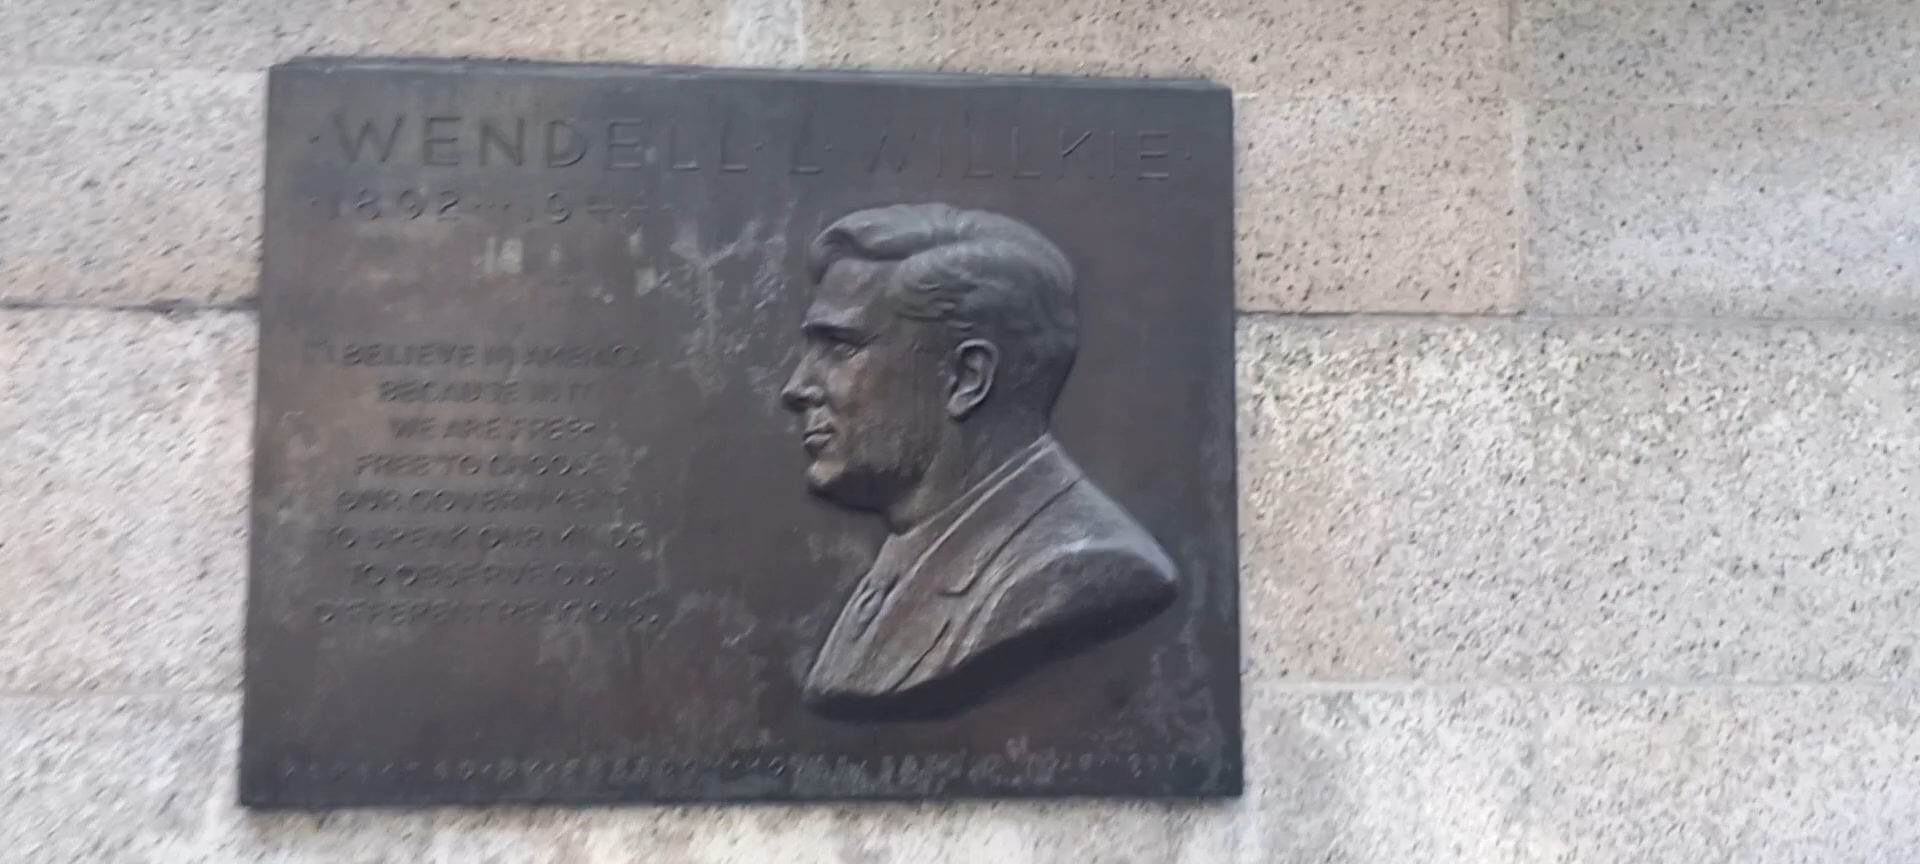 ·WENDELL·L·WILLKIE·
·1892···1944·
"I BELIEVE IN AMERICA
BECAUSE IN IT
WE ARE FREE-
FREE TO CHOOSE
OUR GOVERNMENT
TO SPEAK OUR MINDS
TO OBSERVE OUR
DIFFERENT RELIGIONS"